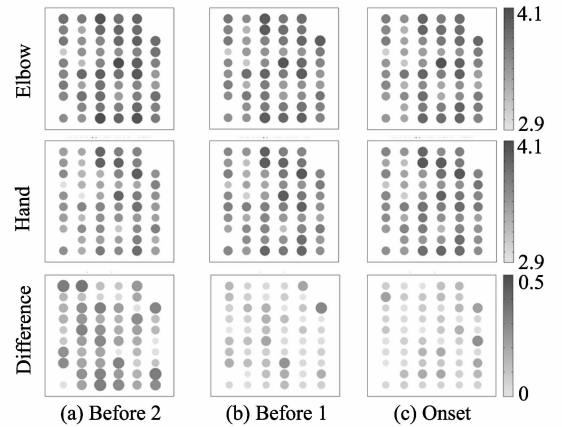 Elbow
4.1
2.9
Hand
4.1
2.9
Difference
0.5
0
(a) Before 2
(b) Before 1
(c) Onset